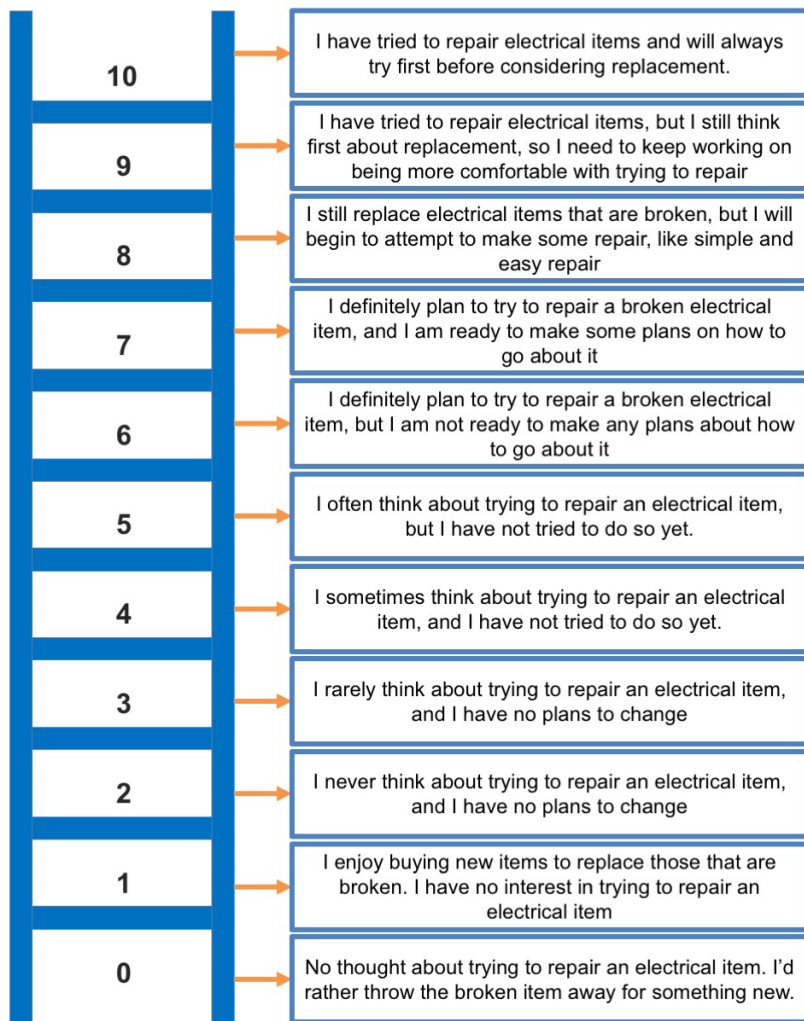 10
I have tried to repair electrical items and will always
try first before considering replacement.
9
I have tried to repair electrical items, but I still think
first about replacement, so I need to keep working on
being more comfortable with trying to repair
8
I still replace electrical items that are broken, but I will
begin to attempt to make some repair, like simple and
easy repair
7
I definitely plan to try to repair a broken electrical
item, and I am ready to make some plans on how to
go about it
6
I definitely plan to try to repair a broken electrical
item, but I am not ready to make any plans about how
to go about it
5
I often think about trying to repair an electrical item,
but I have not tried to do so yet.
4
I sometimes think about trying to repair an electrical
item, and I have not tried to do so yet.
3
I rarely think about trying to repair an electrical item,
and I have no plans to change
2
I never think about trying to repair an electrical item,
and I have no plans to change
1
I enjoy buying new items to replace those that are
broken. I have no interest in trying to repair an
electrical item
0
No thought about trying to repair an electrical item. I’d
rather throw the broken item away for something new.